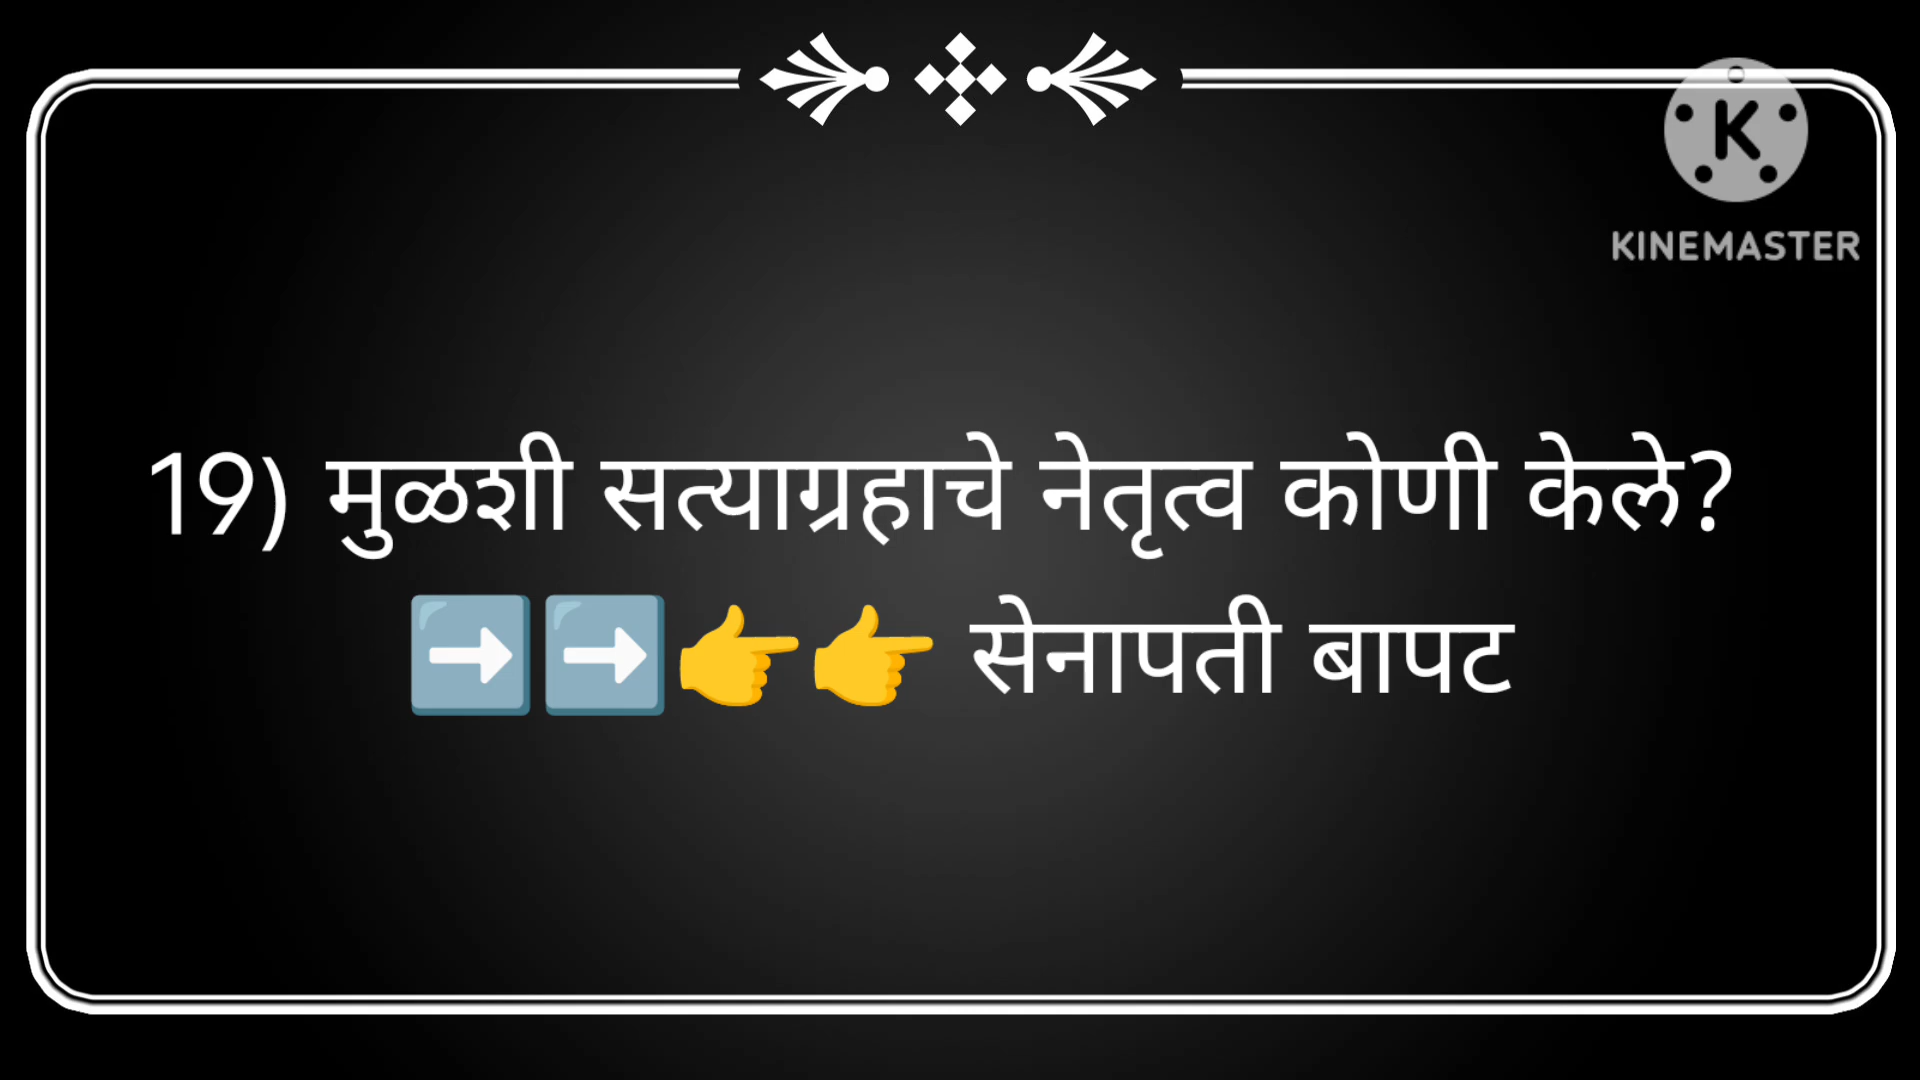 K
KINEMASTER
19) मुळशी सत्याग्रहाचे नेतृत्व कोणी केले?
➡️➡️👉👉 सेनापती बापट